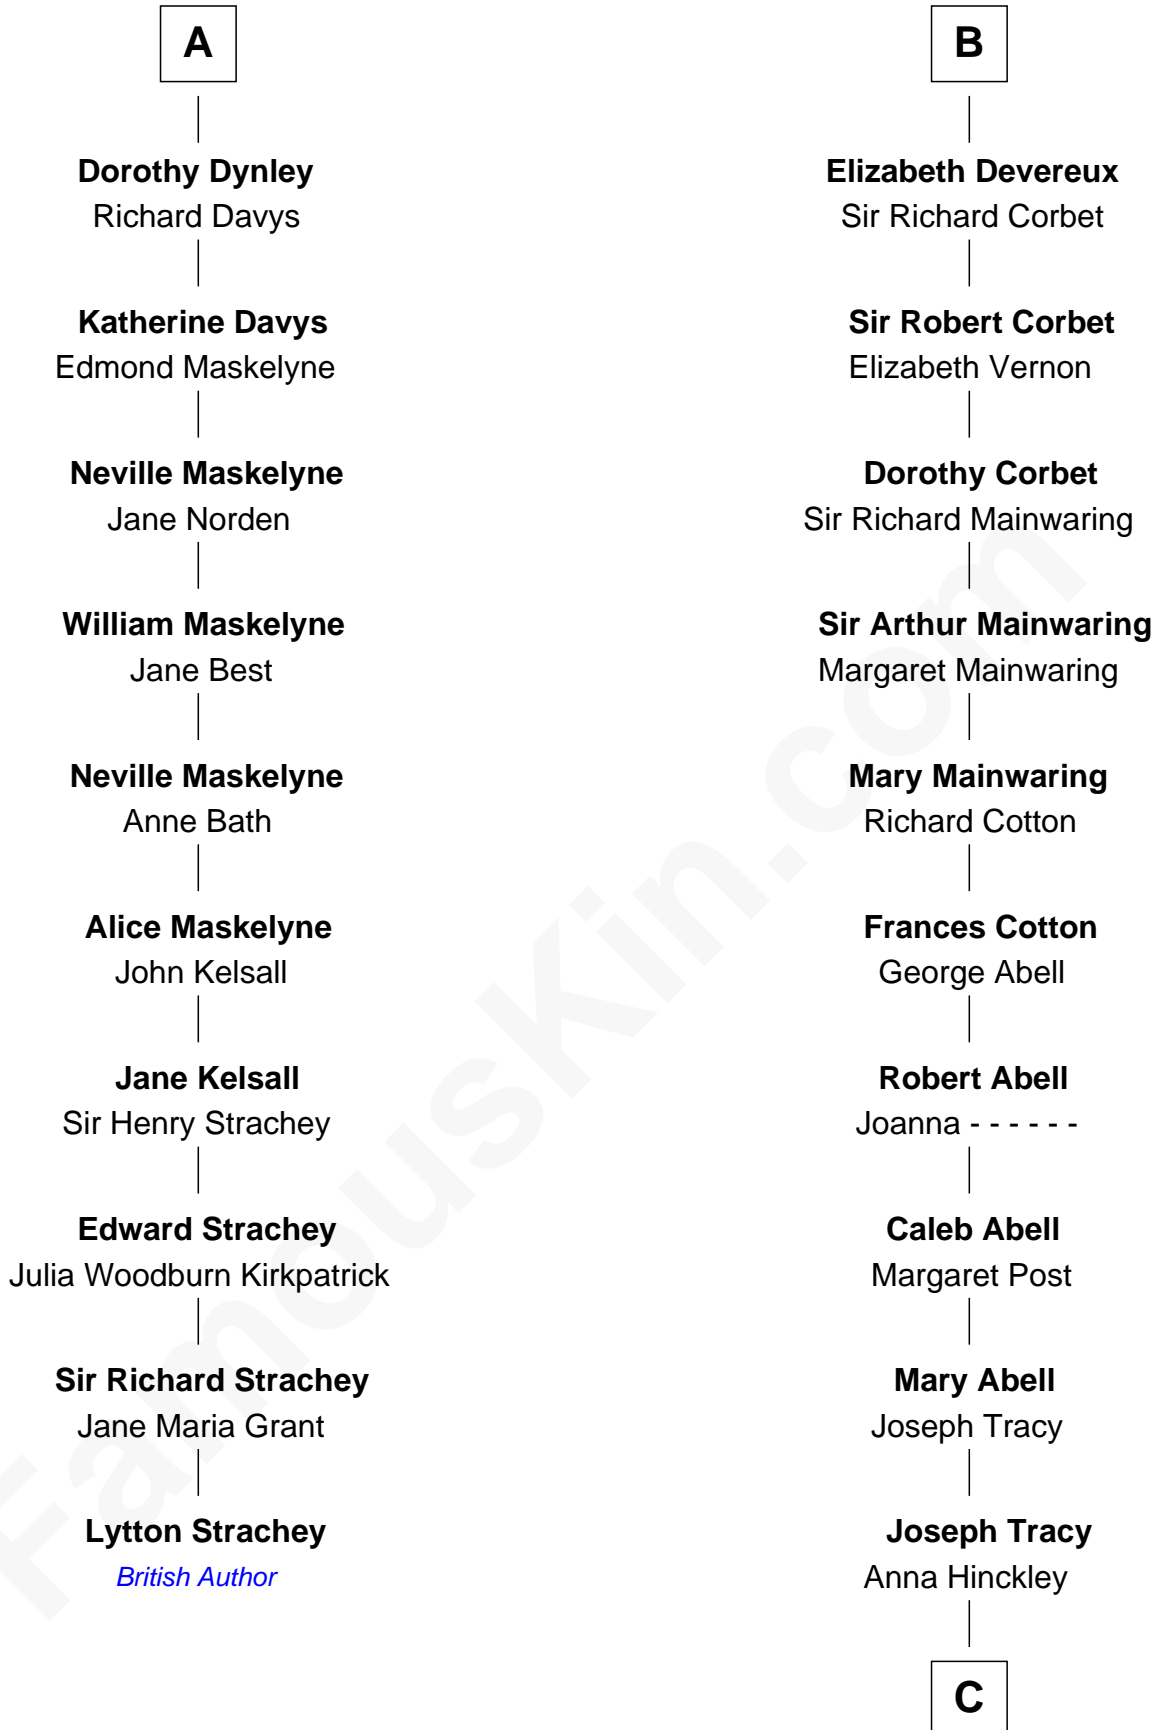 A
Dorothy Dynley
Richard Davys
Katherine Davys
Edmond Maskelyne
Neville Maskelyne
Jane Norden
William Maskelyne
Jane Best
Neville Maskelyne
Anne Bath
Alice Maskelyne
John Kelsall
Jane Kelsall
Sir Henry Strachey
Edward Strachey
Julia Woodburn Kirkpatrick
Sir Richard Strachey
Jane Maria Grant
Lytton Strachey
British Author
B
Elizabeth Devereux
Sir Richard Corbet
Sir Robert Corbet
Elizabeth Vernon
Dorothy Corbet
Sir Richard Mainwaring
Sir Arthur Mainwaring
Margaret Mainwaring
Mary Mainwaring
Richard Cotton
Frances Cotton
George Abell
Robert Abell
Joanna - - - - - -
Caleb Abell
Margaret Post
Mary Abell
Joseph Tracy
Joseph Tracy
Anna Hinckley
C
FamousKin.com